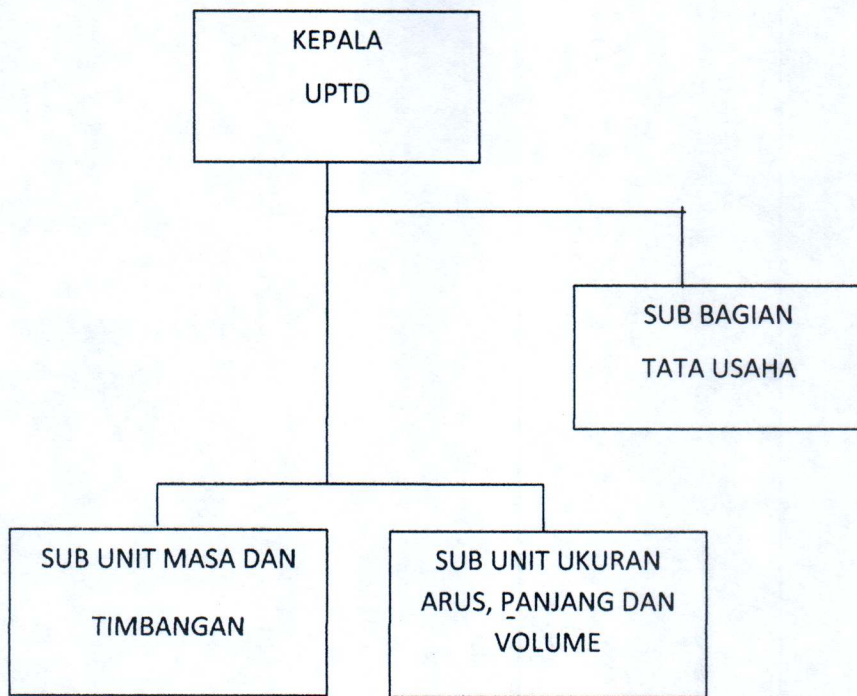 KEPALA
UPTD
SUB BAGIAN
TATA USAHA
SUB UNIT MASA DAN
TIMBANGAN
SUB UNIT UKURAN
ARUS, PANJANG DAN
VOLUME